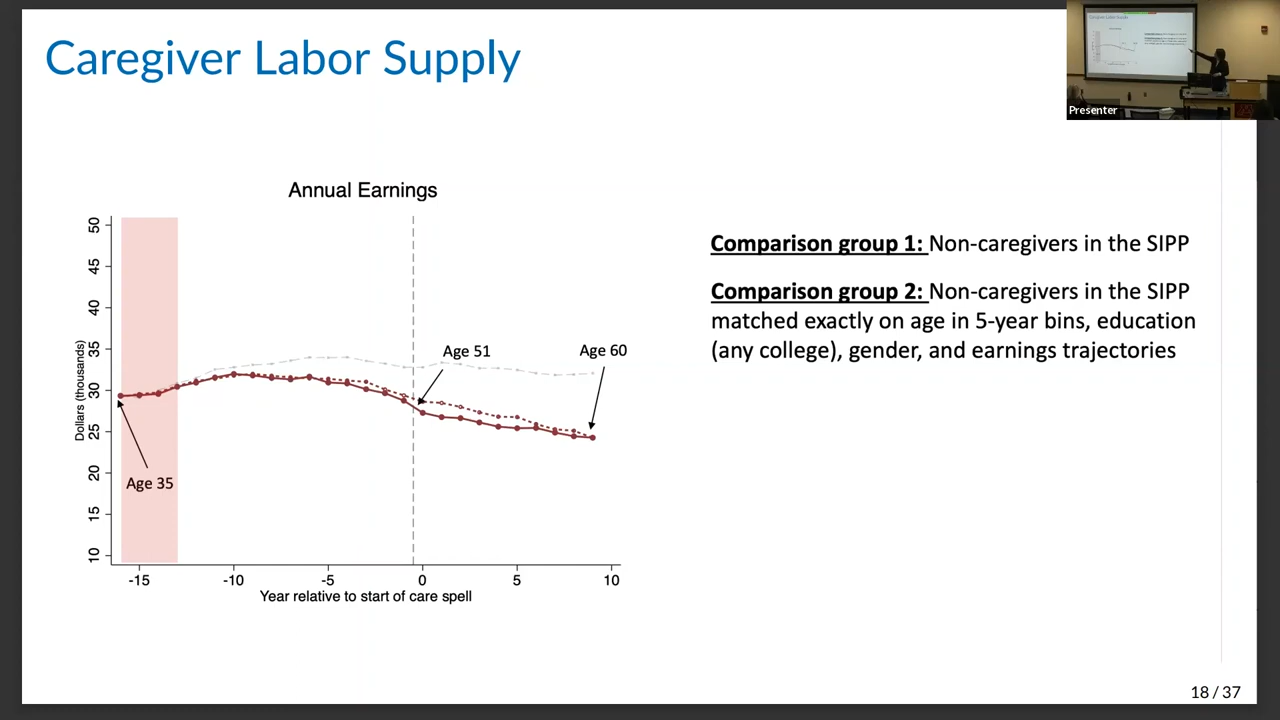 Caregiver Labor Supply
Presenter
Annual Earnings
Dollars (thousands)
50
45
40
35
30
25
20
15
10
Age 35
Age 51
Age 60
-15
-10
-5
0
5
10
Year relative to start of care spell
Comparison group 1: Non-caregivers in the SIPP
Comparison group 2: Non-caregivers in the SIPP
matched exactly on age in 5-year bins, education
(any college), gender, and earnings trajectories
18 / 37